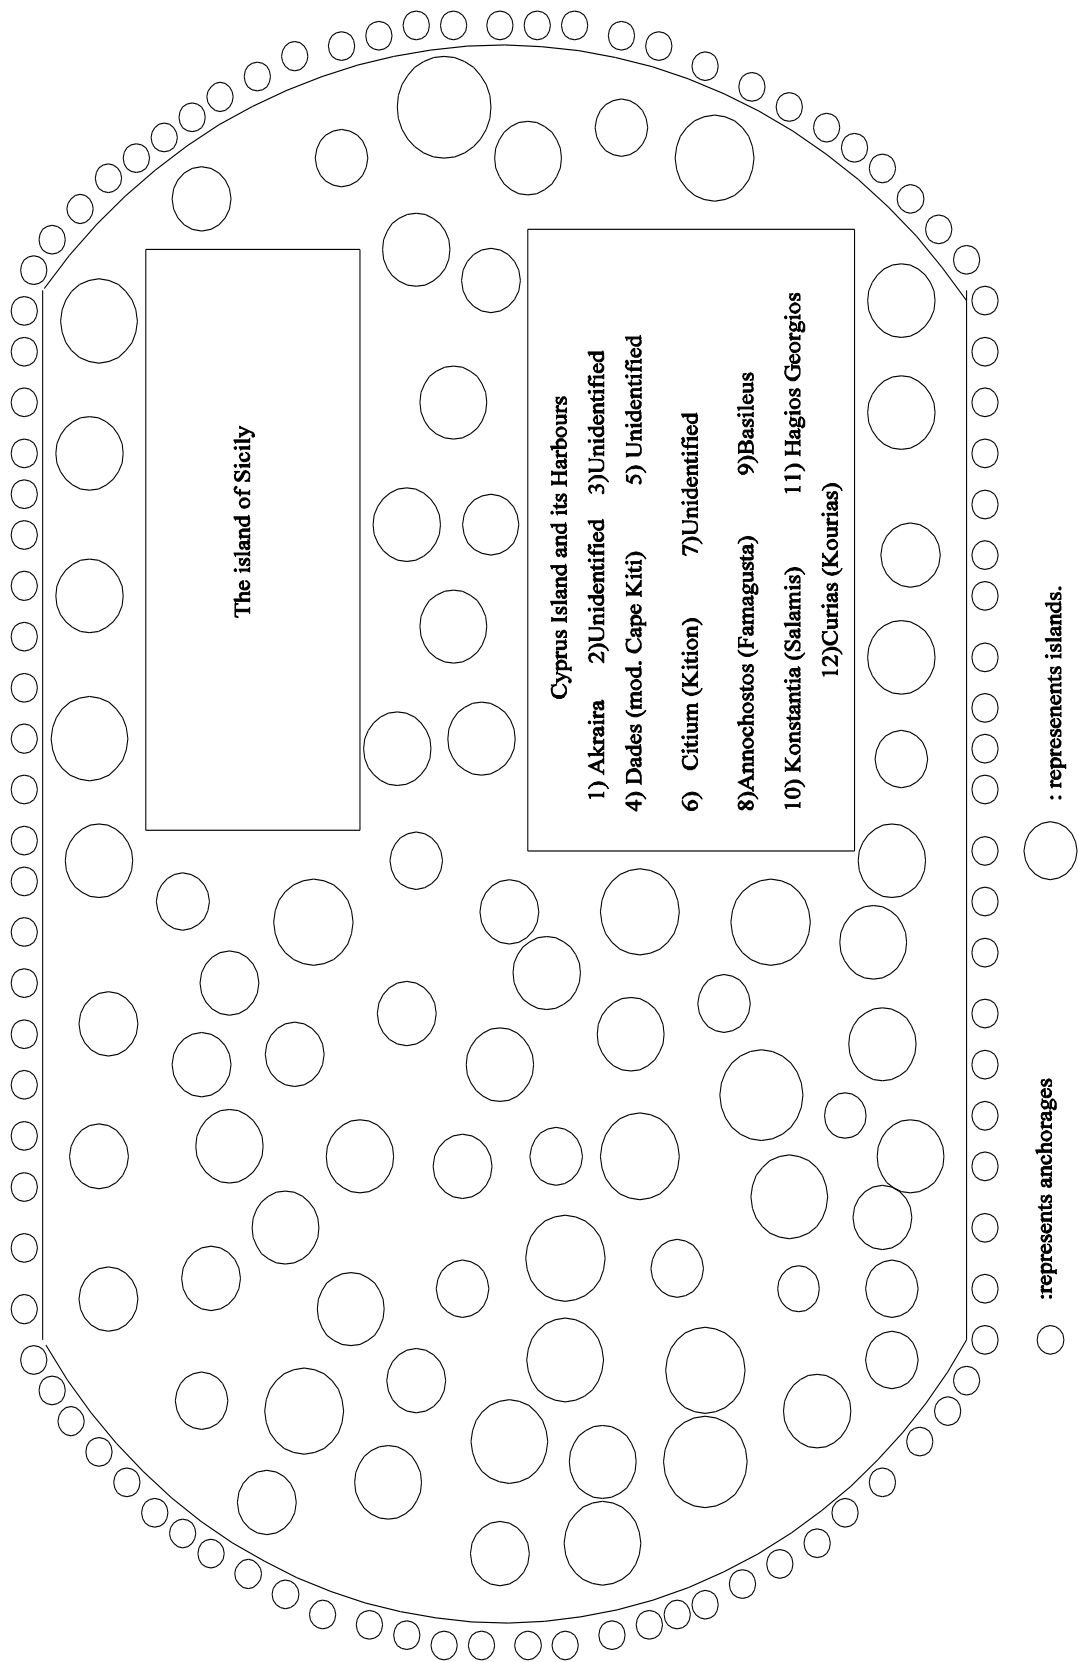 The island of Sicily
Cyprus Island and its Harbours
1) Akraira 2)Unidentified 3)Unidentified
4) Dades (mod. Cape Kiti) 5) Unidentified
6) Citium (Kition) 7)Unidentified
8)Annochostos (Famagusta) 9)Basileus
10) Konstantia (Salamis) 11) Hagios Georgios
12)Curias (Kourias)
:represents anchorages : represenents islands.